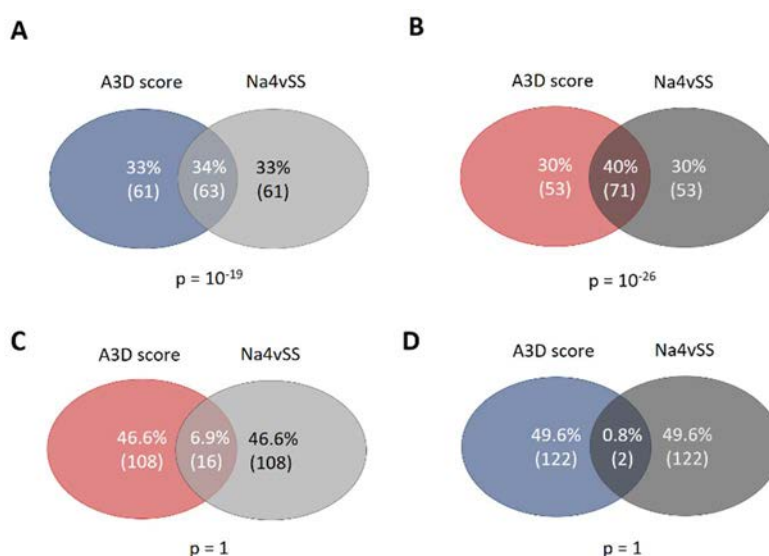 A
A3D score Na4vSS
33% 34% 33%
(61) (63) (61)
p = 10⁻¹⁹
B
A3D score Na4vSS
30% 40% 30%
(53) (71) (53)
p = 10⁻²⁶
C
A3D score Na4vSS
46.6% 6.9% 46.6%
(108) (16) (108)
p = 1
D
A3D score Na4vSS
49.6% 0.8% 49.6%
(122) (2) (122)
p = 1